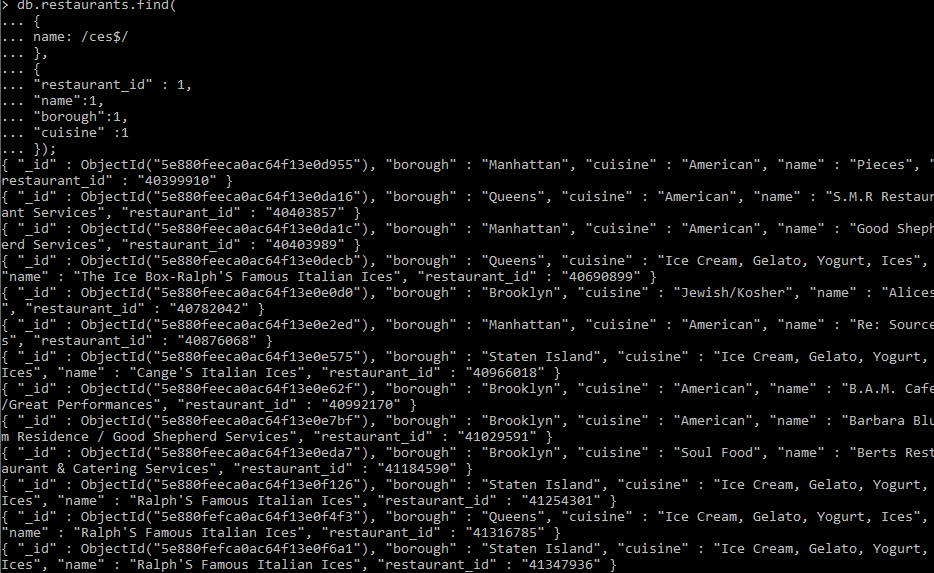 > db.restaurants.find(
... {
... name: /ces$/
... },
... {
... "restaurant_id" : 1,
... "name":1,
... "borough":1,
... "cuisine" :1
... });
{ "_id" : ObjectId("5e880feeca0ac64f13e0d955"), "borough" : "Manhattan", "cuisine" : "American", "name" : "Pieces", "
restaurant_id" : "40399910" }
{ "_id" : ObjectId("5e880feeca0ac64f13e0da16"), "borough" : "Queens", "cuisine" : "American", "name" : "S.M.R Restaur
ant Services", "restaurant_id" : "40403857" }
{ "_id" : ObjectId("5e880feeca0ac64f13e0da1c"), "borough" : "Manhattan", "cuisine" : "American", "name" : "Good Sheph
erd Services", "restaurant_id" : "40403989" }
{ "_id" : ObjectId("5e880feeca0ac64f13e0decb"), "borough" : "Queens", "cuisine" : "Ice Cream, Gelato, Yogurt, Ices",
"name" : "The Ice Box-Ralph'S Famous Italian Ices", "restaurant_id" : "40690899" }
{ "_id" : ObjectId("5e880feeca0ac64f13e0e0d0"), "borough" : "Brooklyn", "cuisine" : "Jewish/Kosher", "name" : "Alices
", "restaurant_id" : "40782042" }
{ "_id" : ObjectId("5e880feeca0ac64f13e0e2ed"), "borough" : "Manhattan", "cuisine" : "American", "name" : "Re: Source
s", "restaurant_id" : "40876068" }
{ "_id" : ObjectId("5e880feeca0ac64f13e0e575"), "borough" : "Staten Island", "cuisine" : "Ice Cream, Gelato, Yogurt,
Ices", "name" : "Cange'S Italian Ices", "restaurant_id" : "40966018" }
{ "_id" : ObjectId("5e880feeca0ac64f13e0e62f"), "borough" : "Brooklyn", "cuisine" : "American", "name" : "B.A.M. Cafe
/Great Performances", "restaurant_id" : "40992170" }
{ "_id" : ObjectId("5e880feeca0ac64f13e0e7bf"), "borough" : "Brooklyn", "cuisine" : "American", "name" : "Barbara Blu
m Residence / Good Shepherd Services", "restaurant_id" : "41029591" }
{ "_id" : ObjectId("5e880feeca0ac64f13e0eda7"), "borough" : "Brooklyn", "cuisine" : "Soul Food", "name" : "Berts Rest
aurant & Catering Services", "restaurant_id" : "41184590" }
{ "_id" : ObjectId("5e880feeca0ac64f13e0f126"), "borough" : "Staten Island", "cuisine" : "Ice Cream, Gelato, Yogurt,
Ices", "name" : "Ralph'S Famous Italian Ices", "restaurant_id" : "41254301" }
{ "_id" : ObjectId("5e880fefca0ac64f13e0f4f3"), "borough" : "Queens", "cuisine" : "Ice Cream, Gelato, Yogurt, Ices",
"name" : "Ralph'S Famous Italian Ices", "restaurant_id" : "41316785" }
{ "_id" : ObjectId("5e880fefca0ac64f13e0f6a1"), "borough" : "Staten Island", "cuisine" : "Ice Cream, Gelato, Yogurt,
Ices", "name" : "Ralph'S Famous Italian Ices", "restaurant_id" : "41347936" }